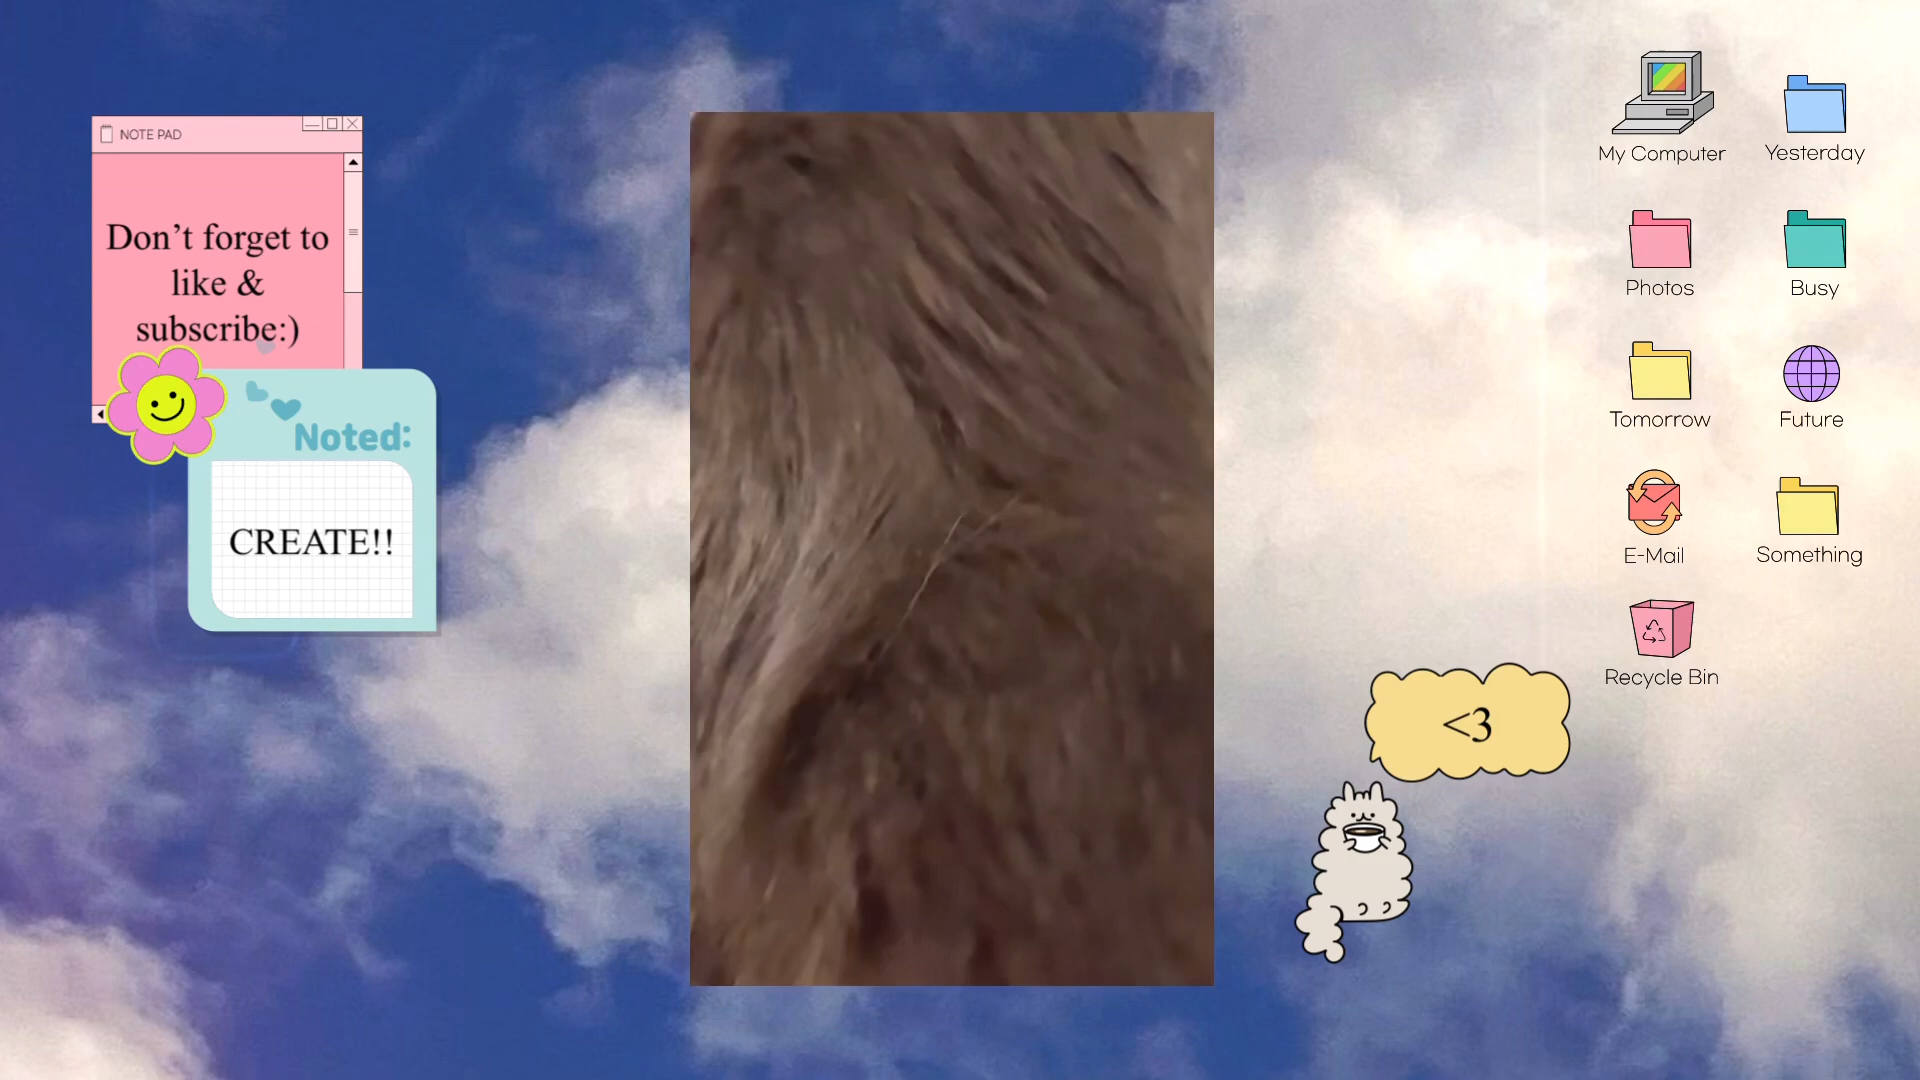 NOTE PAD
Don't forget to
like &
subscribe:)
Noted:
CREATE!!
My Computer
Yesterday
Photos
Busy
Tomorrow
Future
E-Mail
Something
Recycle Bin
<3